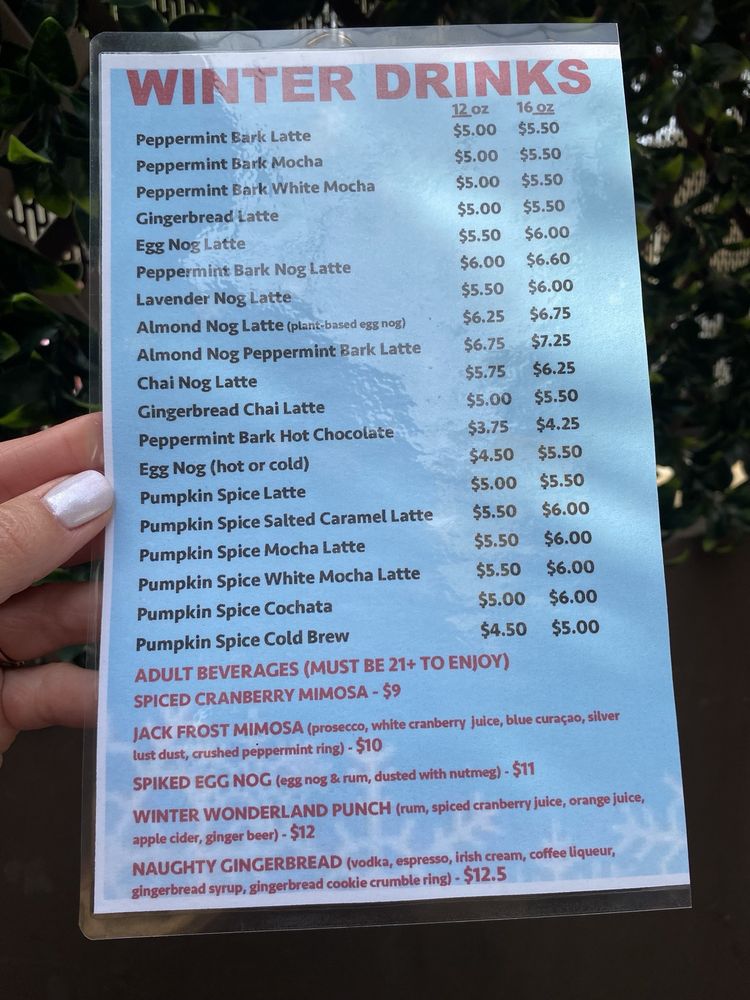 WINTER DRINKS
12 oz 16 oz
Peppermint Bark Latte $5.00 $5.50
Peppermint Bark Mocha $5.00 $5.50
Peppermint Bark White Mocha $5.00 $5.50
Gingerbread Latte $5.00 $5.50
Egg Nog Latte $5.50 $6.00
Peppermint Bark Nog Latte $6.00 $6.60
Lavender Nog Latte $5.50 $6.00
Almond Nog Latte (plant-based egg nog) $6.25 $6.75
Almond Nog Peppermint Bark Latte $6.75 $7.25
Chai Nog Latte $5.75 $6.25
Gingerbread Chai Latte $5.00 $5.50
Peppermint Bark Hot Chocolate $3.75 $4.25
Egg Nog (hot or cold) $4.50 $5.50
Pumpkin Spice Latte $5.00 $5.50
Pumpkin Spice Salted Caramel Latte $5.50 $6.00
Pumpkin Spice Mocha Latte $5.50 $6.00
Pumpkin Spice White Mocha Latte $5.50 $6.00
Pumpkin Spice Cochata $5.00 $6.00
Pumpkin Spice Cold Brew $4.50 $5.00
ADULT BEVERAGES (MUST BE 21+ TO ENJOY)
SPICED CRANBERRY MIMOSA - $9
JACK FROST MIMOSA (prosecco, white cranberry juice, blue curaçao, silver
lust dust, crushed peppermint ring) - $10
SPIKED EGG NOG (egg nog & rum, dusted with nutmeg) - $11
WINTER WONDERLAND PUNCH (rum, spiced cranberry juice, orange juice,
apple cider, ginger beer) - $12
NAUGHTY GINGERBREAD (vodka, espresso, irish cream, coffee liqueur,
gingerbread syrup, gingerbread cookie crumble ring) - $12.5